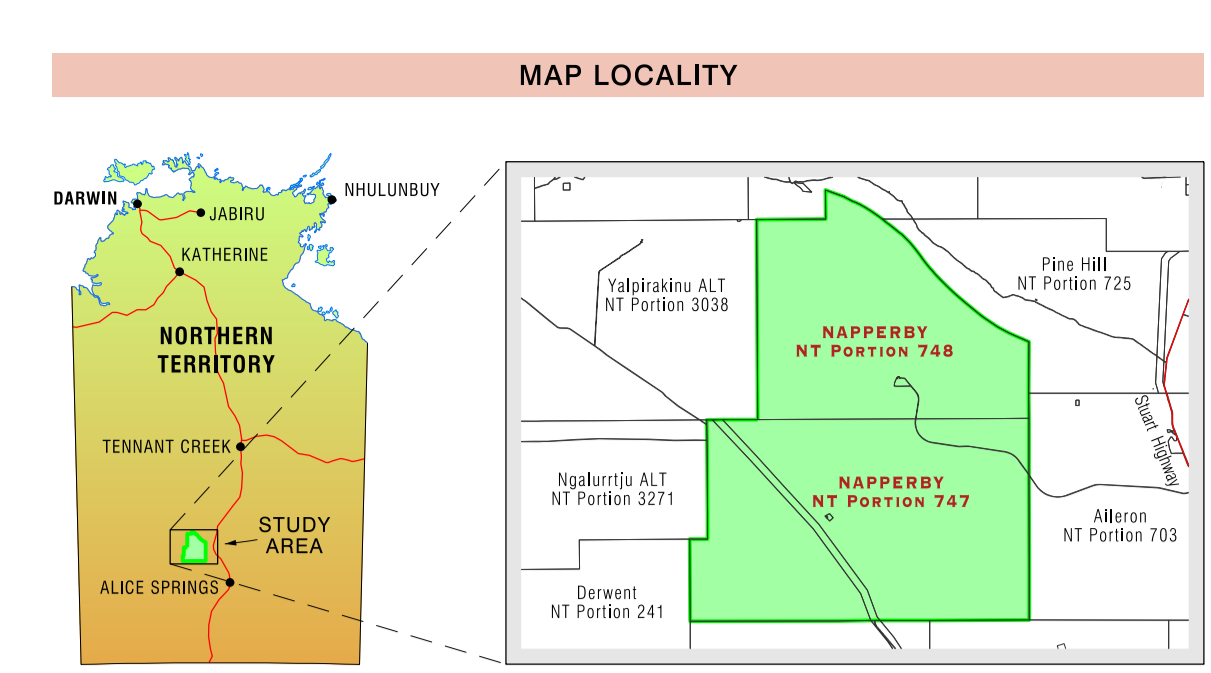 MAP LOCALITY
DARWIN
NHULUNBUY
JABIRU
KATHERINE
NORTHERN
TERRITORY
TENNANT CREEK
STUDY
AREA
ALICE SPRINGS
Yalpirakinu ALT
NT Portion 3038
Pine Hill
NT Portion 725
NAPPERBY
NT PORTION 748
Stuart Highway
Ngalurrtju ALT
NT Portion 3271
NAPPERBY
NT PORTION 747
Aileron
NT Portion 703
Derwent
NT Portion 241